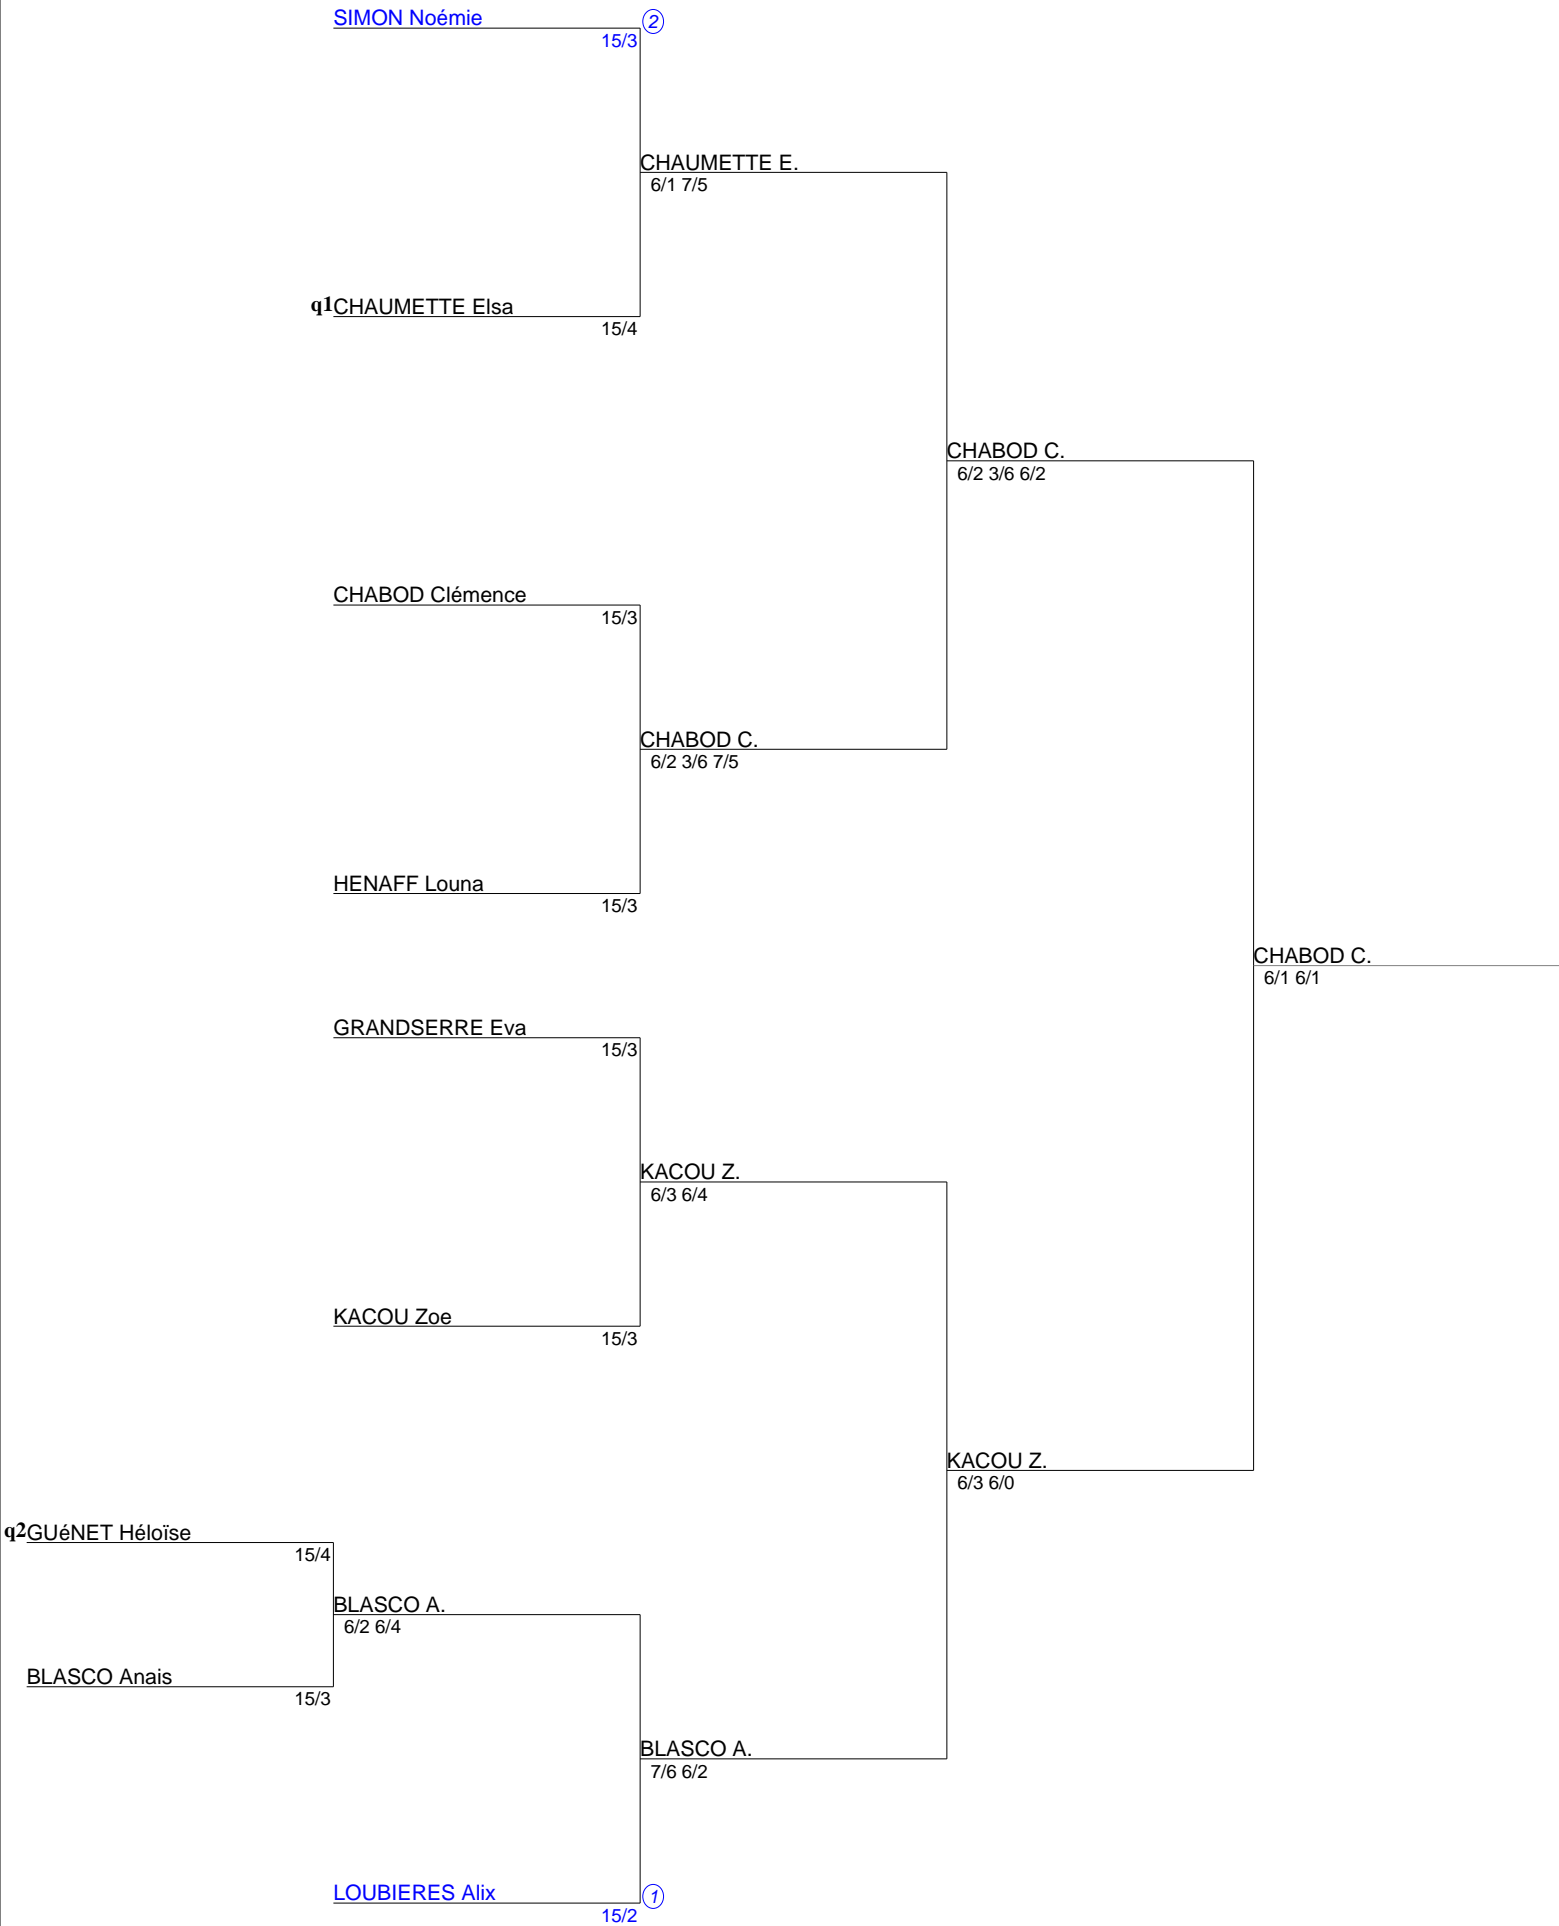 SIMON Noémie
2
15/3
CHAUMETTE E.
6/1 7/5
q1 CHAUMETTE Elsa
15/4
CHABOD C.
6/2 3/6 6/2
CHABOD Clémence
15/3
CHABOD C.
6/2 3/6 7/5
HENAFF Louna
15/3
CHABOD C.
6/1 6/1
GRANDSERRE Eva
15/3
KACOU Z.
6/3 6/4
KACOU Zoe
15/3
KACOU Z.
6/3 6/0
q2 GUéNET Héloïse
15/4
BLASCO A.
6/2 6/4
BLASCO Anais
15/3
BLASCO A.
7/6 6/2
LOUBIERES Alix
1
15/2